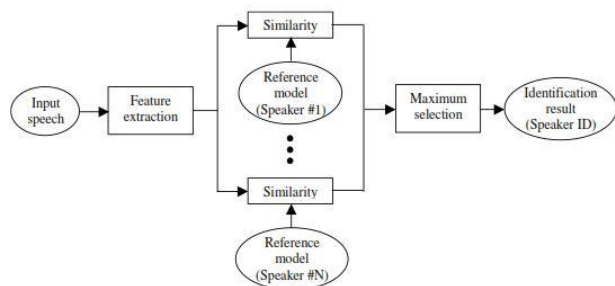 Similarity
Input
speech
Feature
extraction
Reference
model
(Speaker #1)
Maximum
selection
Identification
result
(Speaker ID)
Similarity
Reference
model
(Speaker #N)